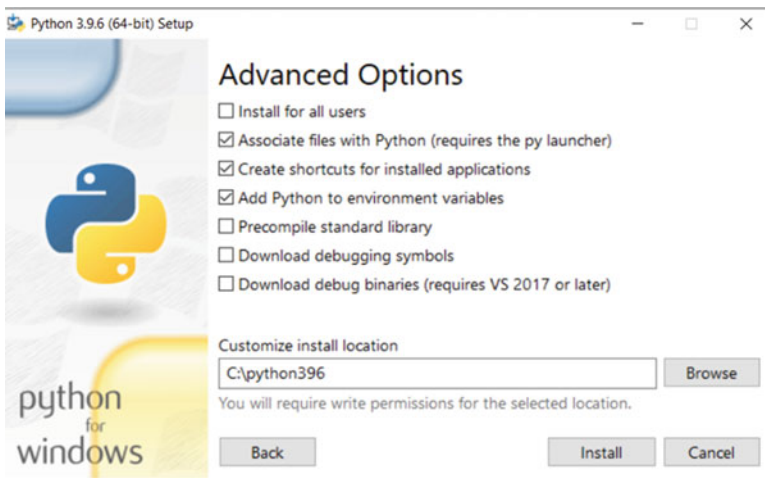 Python 3.9.6 (64-bit) Setup
Advanced Options
Install for all users
Associate files with Python (requires the py launcher)
Create shortcuts for installed applications
Add Python to environment variables
Precompile standard library
Download debugging symbols
Download debug binaries (requires VS 2017 or later)
Customize install location
C:\python396
Browse
You will require write permissions for the selected location.
python
for
windows
Back
Install
Cancel